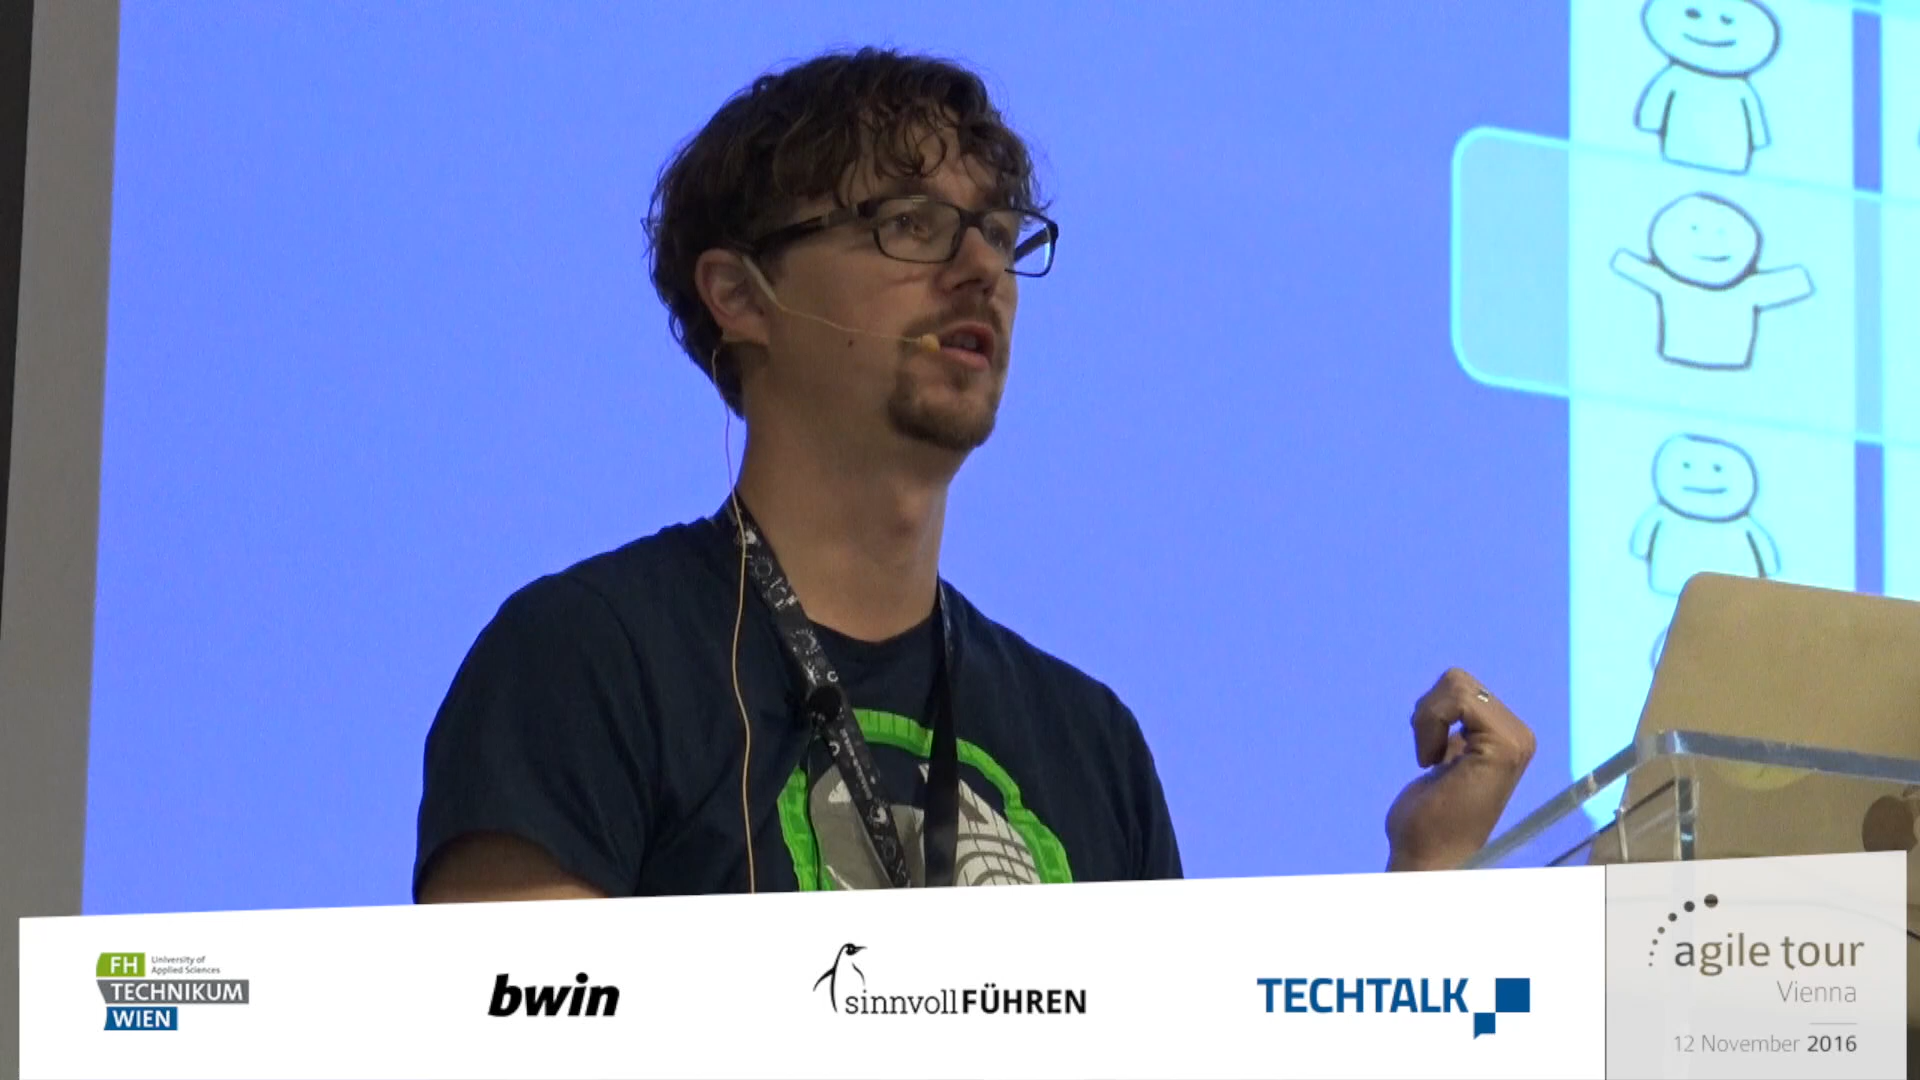 FH
University of
Applied Sciences
TECHNIKUM
WIEN
bwin
sinnvollFÜHREN
TECHTALK
agile tour
Vienna
12 November 2016